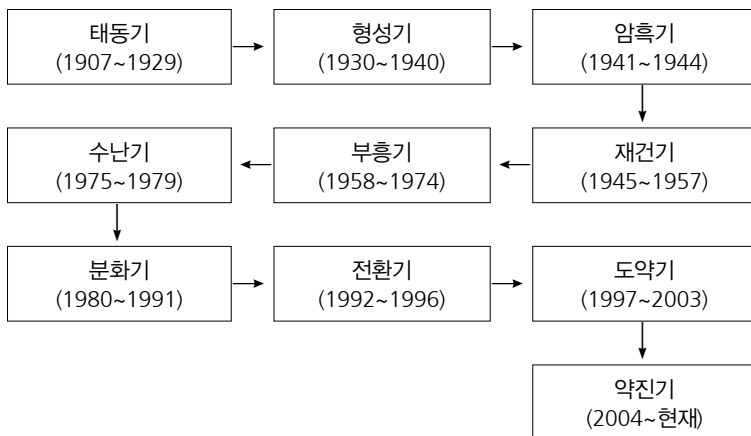 태동기
(1907~1929)
형성기
(1930~1940)
암흑기
(1941~1944)
재건기
(1945~1957)
부흥기
(1958~1974)
수난기
(1975~1979)
분화기
(1980~1991)
전환기
(1992~1996)
도약기
(1997~2003)
약진기
(2004~현재)